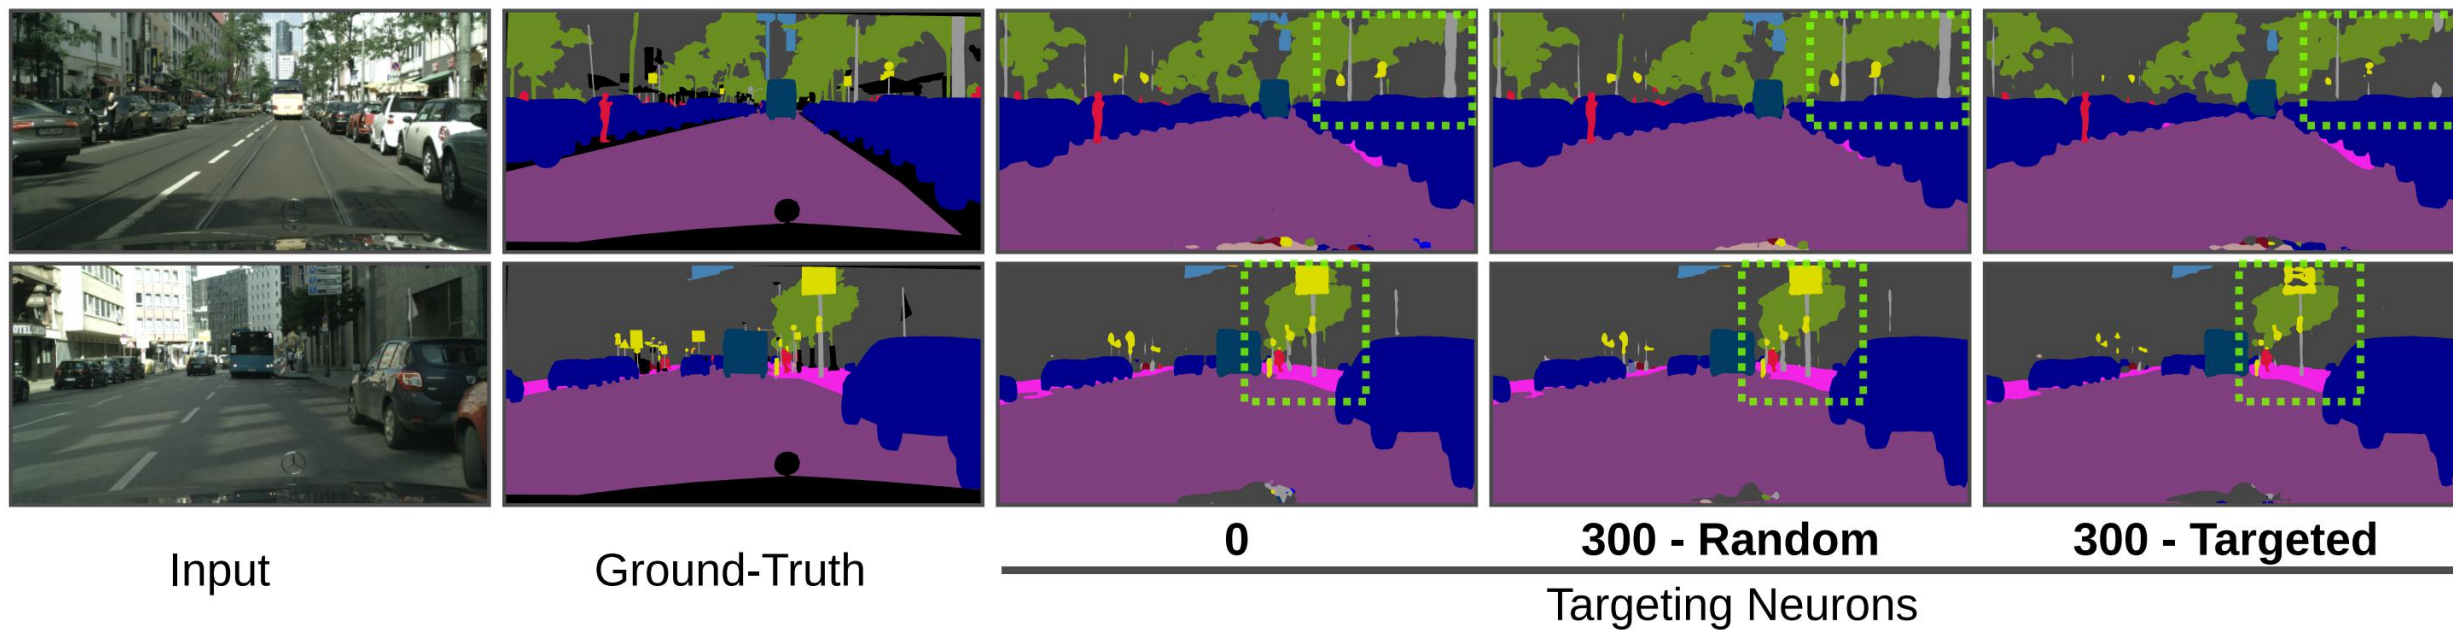 0
300 - Random
300 - Targeted
Input
Ground-Truth
Targeting Neurons